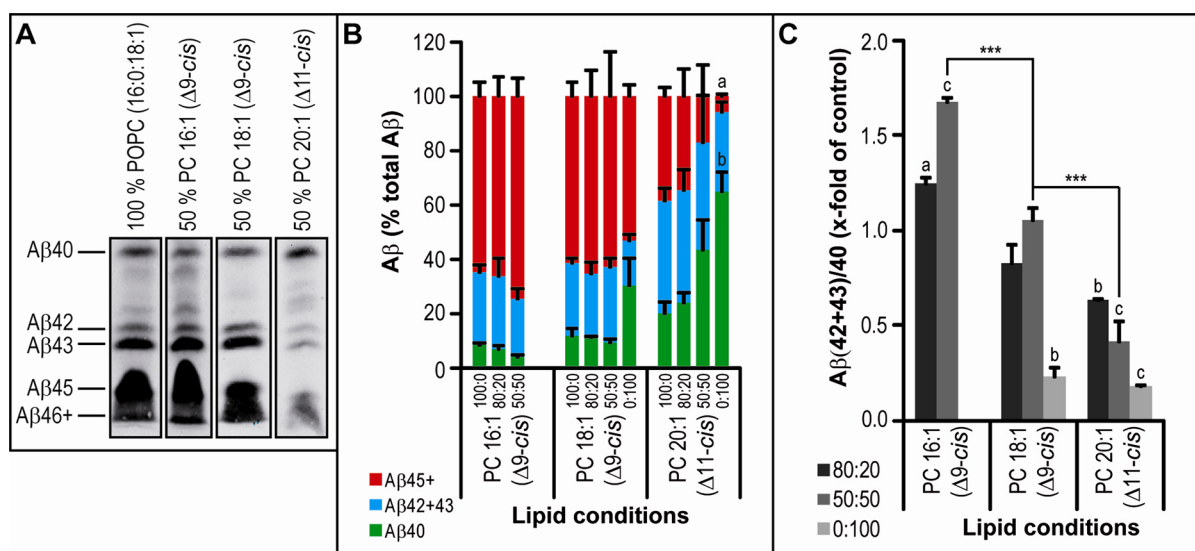 A
100 % POPC (16:0:18:1)
50 % PC 16:1 (Δ9-cis)
50 % PC 18:1 (Δ9-cis)
50 % PC 20:1 (Δ11-cis)
Aβ40
Aβ42
Aβ43
Aβ45
Aβ46+
B
Aβ (% total Aβ)
120
100
80
60
40
20
0
a
b
100:0
80:20
50:50
100:0
80:20
50:50
0:100
100:0
80:20
50:50
0:100
PC 16:1
(Δ9-cis)
PC 18:1
(Δ9-cis)
PC 20:1
(Δ11-cis)
Aβ45+
Aβ42+43
Aβ40
Lipid conditions
C
Aβ(42+43)/40 (x-fold of control)
2.0
1.5
1.0
0.5
0.0
***
***
a
c
b
b
c
c
PC 16:1
(Δ9-cis)
PC 18:1
(Δ9-cis)
PC 20:1
(Δ11-cis)
80:20
50:50
0:100
Lipid conditions